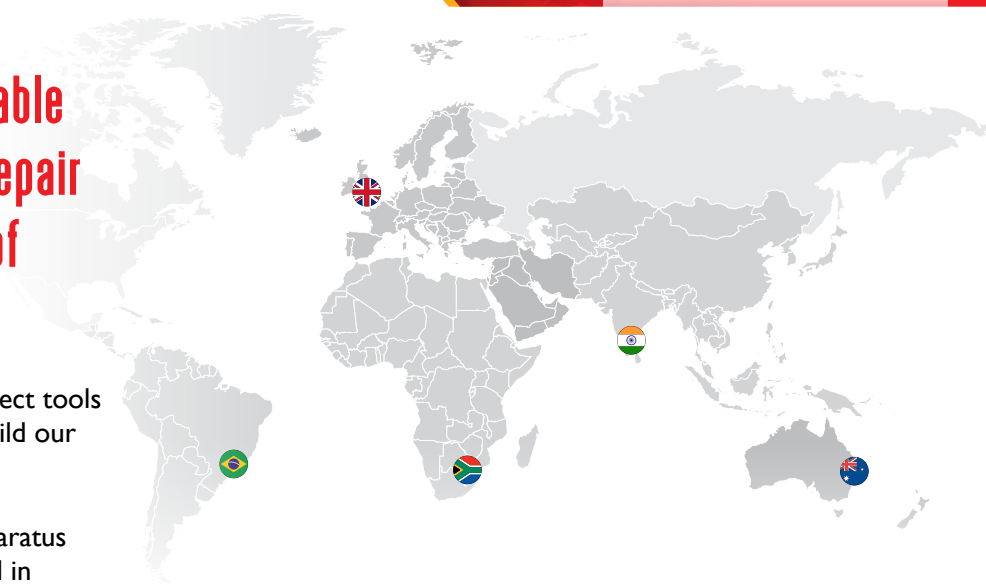 able
epair
of
ect tools
ild our
aratus
l in